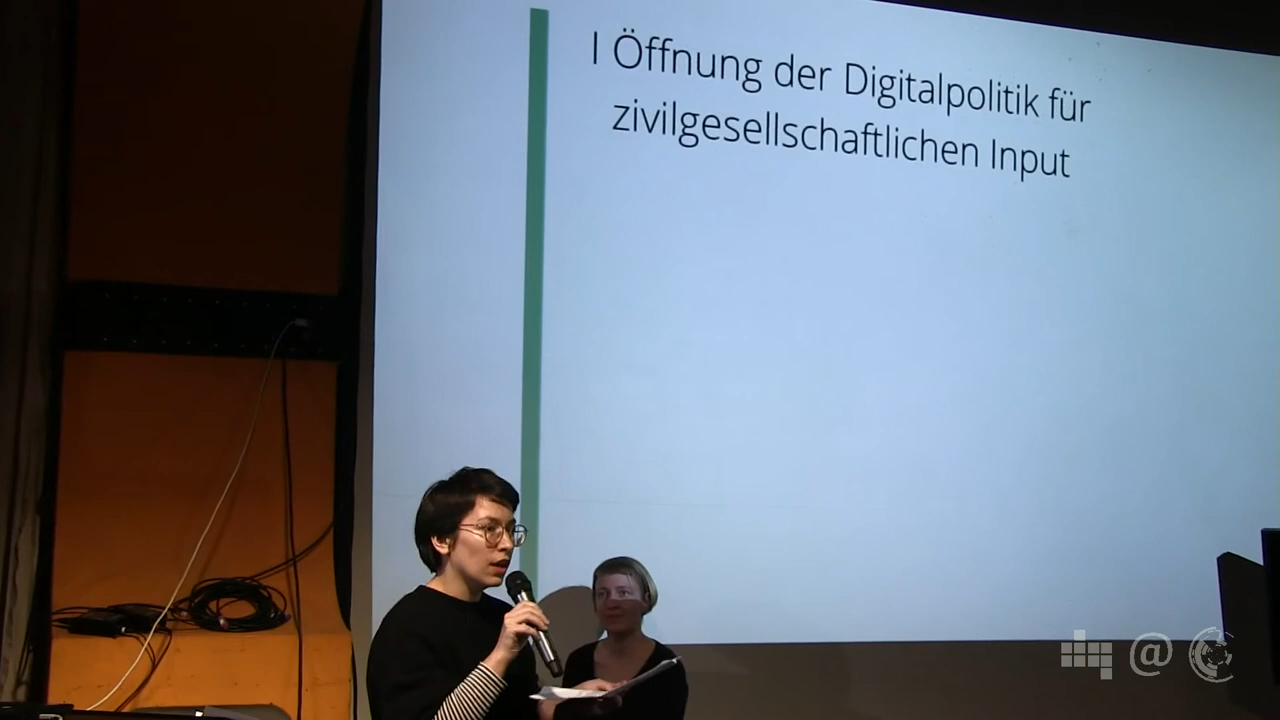 I Öffnung der Digitalpolitik für
zivilgesellschaftlichen Input
@